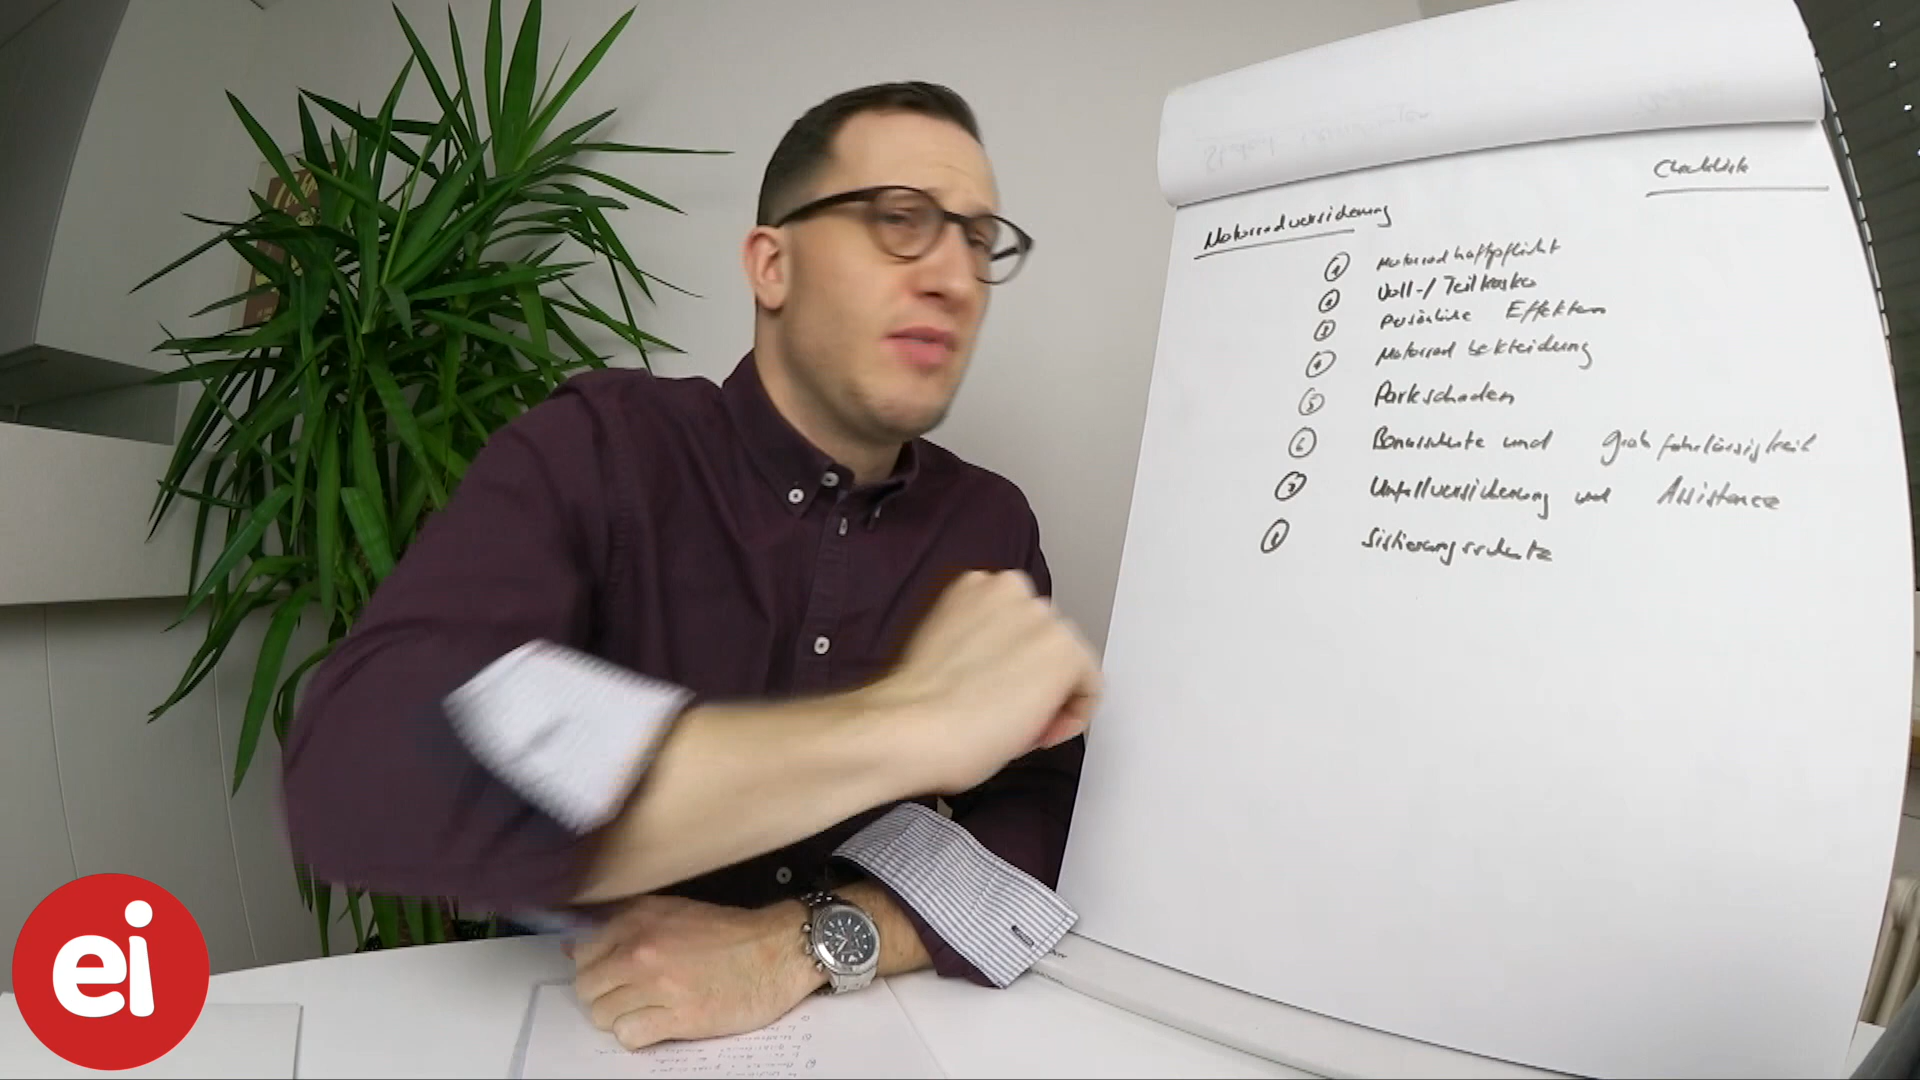 Checkliste
Motorradversicherung
1 Motorradhaftpflicht
2 Voll-/Teilkasko
3 Persönliche Effekten
4 Motorradbekleidung
5 Parkschaden
6 Bonusschutz und Grobfahrlässigkeit
7 Unfallversicherung und Assistance
8 Sistierungsschutz
ei